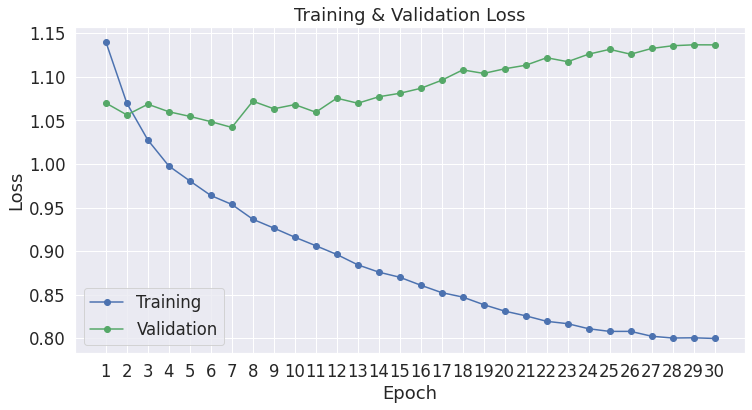 Training & Validation Loss
1.15
1.10
1.05
1.00
0.95
0.90
0.85
0.80
Loss
Training
Validation
1 2 3 4 5 6 7 8 9 10 11 12 13 14 15 16 17 18 19 20 21 22 23 24 25 26 27 28 29 30
Epoch